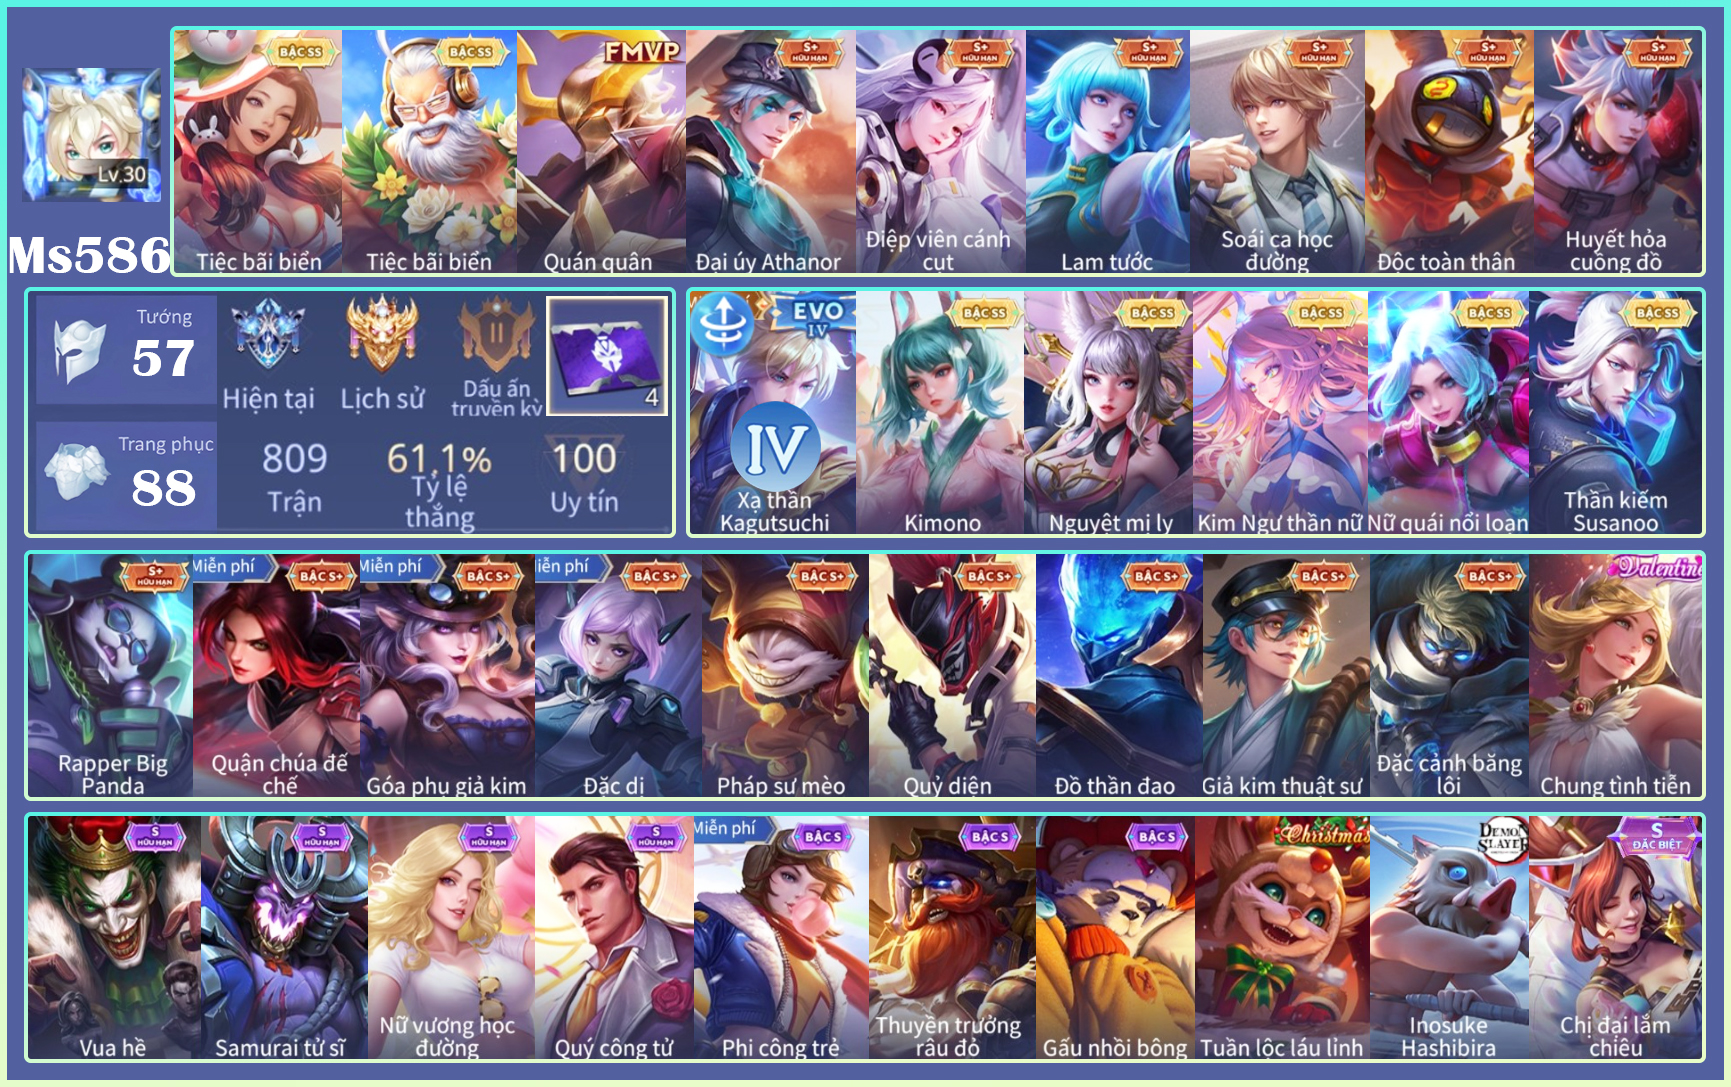 BẬC SS
BẬC SS
FMVP
S+
HỮU HẠN
S+
HỮU HẠN
S+
HỮU HẠN
S+
HỮU HẠN
S+
HỮU HẠN
S+
HỮU HẠN
Lv.30
Ms586
Tiệc bãi biển
Tiệc bãi biển
Quán quân
Đại úy Athanor
Điệp viên cánh
cụt
Lam tước
Soái ca học
đường
Độc toàn thân
Huyết hỏa
cuồng đồ
Tướng
57
Trang phục
88
II
Hiện tại
Lịch sử
Dấu ấn
truyền kỳ
4
809
Trận
61,1%
Tỷ lệ
thắng
100
Uy tín
EVO
IV
BẬC SS
BẬC SS
BẬC SS
BẬC SS
BẬC SS
IV
Xạ thần
Kagutsuchi
Kimono
Nguyệt mị ly
Kim Ngư thần nữ
Nữ quái nổi loạn
Thần kiếm
Susanoo
S+
HỮU HẠN
Miễn phí
BẬC S+
Miễn phí
BẬC S+
iễn phí
BẬC S+
BẬC S+
BẬC S+
BẬC S+
BẬC S+
BẬC S+
Valentine
Rapper Big
Panda
Quận chúa đế
chế
Góa phụ giả kim
Đặc dị
Pháp sư mèo
Quỷ diện
Đồ thần đao
Giả kim thuật sư
Đặc cảnh băng
lôi
Chung tình tiễn
S
HỮU HẠN
S
HỮU HẠN
S
HỮU HẠN
S
HỮU HẠN
Miễn phí
BẬC S
BẬC S
BẬC S
Christmas
DEMON
SLAYER
S
ĐẶC BIỆT
Vua hề
Samurai tử sĩ
Nữ vương học
đường
Quý công tử
Phi công trẻ
Thuyền trưởng
râu đỏ
Gấu nhồi bông
Tuần lộc láu lỉnh
Inosuke
Hashibira
Chị đại lắm
chiêu